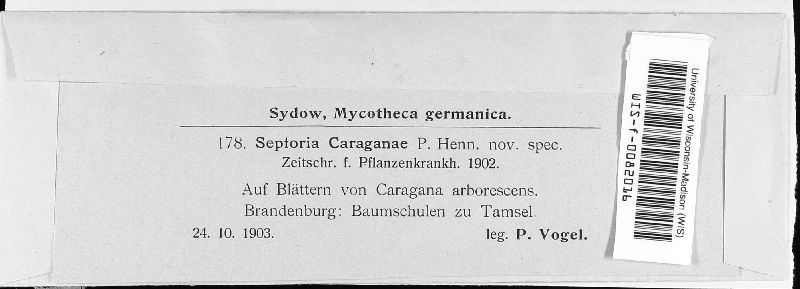 Sydow, Mycotheca germanica.
178. Septoria Caraganae P. Henn. nov. spec.
Zeitschr. f. Pflanzenkrankh. 1902.
Auf Blättern von Caragana arborescens.
Brandenburg: Baumschulen zu Tamsel.
24. 10. 1903. leg. P. Vogel.
University of Wisconsin-Madison (WIS)
WIS-f-0082016